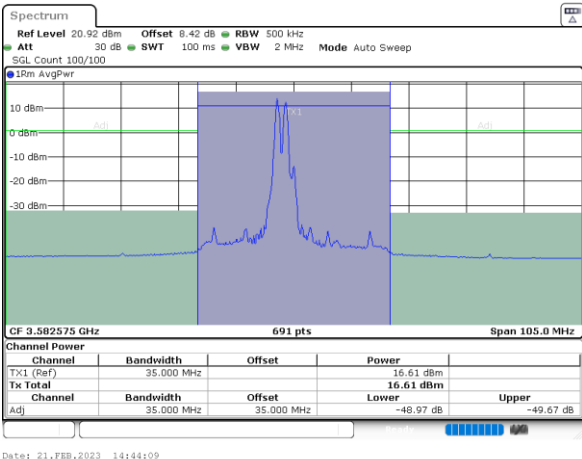 Spectrum
Ref Level 20.92 dBm Offset 8.42 dB RBW 500 kHz
Att 30 dB SWT 100 ms VBW 2 MHz Mode Auto Sweep
SGL Count 100/100
1Rm AvgPwr
10 dBm
TX1
0 dBm
Adj
Adj
-10 dBm
-20 dBm
-30 dBm
CF 3.582575 GHz 691 pts Span 105.0 MHz
Channel Power
Channel Bandwidth Offset Power
TX1 (Ref) 35.000 MHz 16.61 dBm
Tx Total 16.61 dBm
Channel Bandwidth Offset Lower Upper
Adj 35.000 MHz 35.000 MHz -48.97 dB -49.67 dB
Ready
Date: 21.FEB.2023 14:44:09